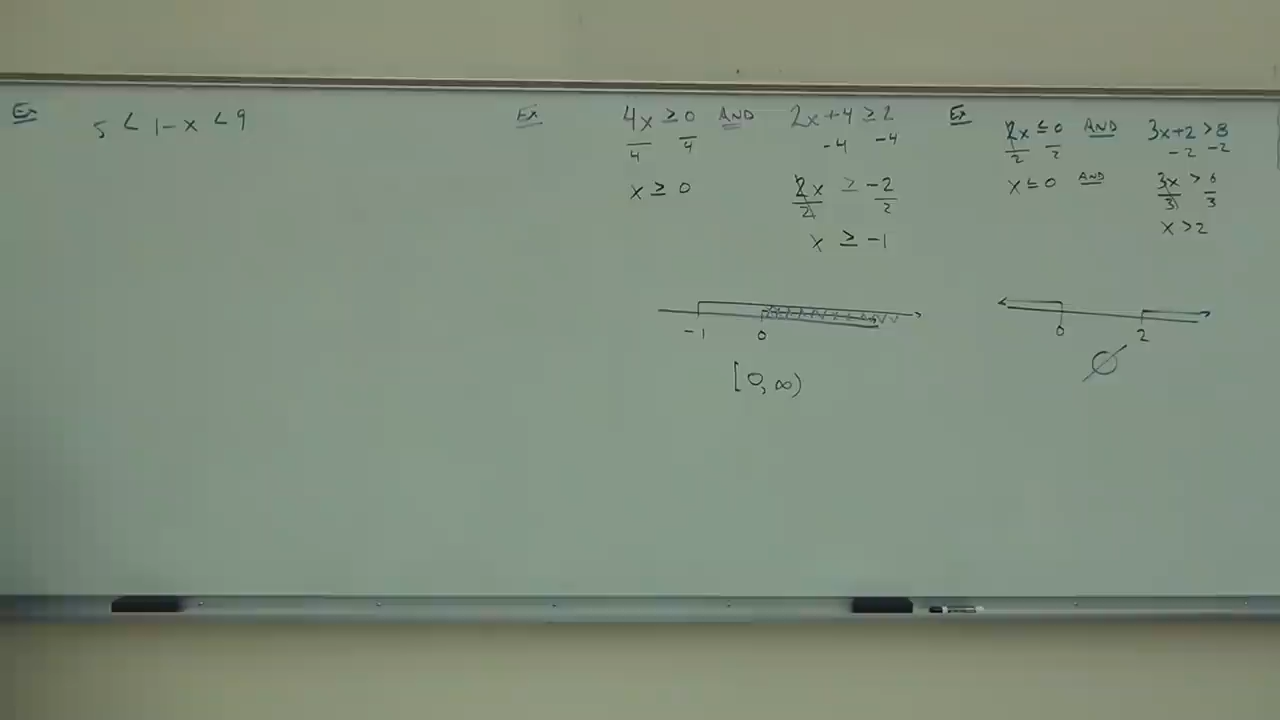 Ex
5 < 1 - x < 9
Ex
4x ≥ 0 AND 2x + 4 ≥ 2
4 4 -4 -4
x ≥ 0 2x ≥ -2
2 2
x ≥ -1
-1 0
[0, ∞)
Ex
2x ≤ 0 AND 3x + 2 > 8
2 2 -2 -2
x ≤ 0 AND 3x > 6
3 3
x > 2
0 2
∅